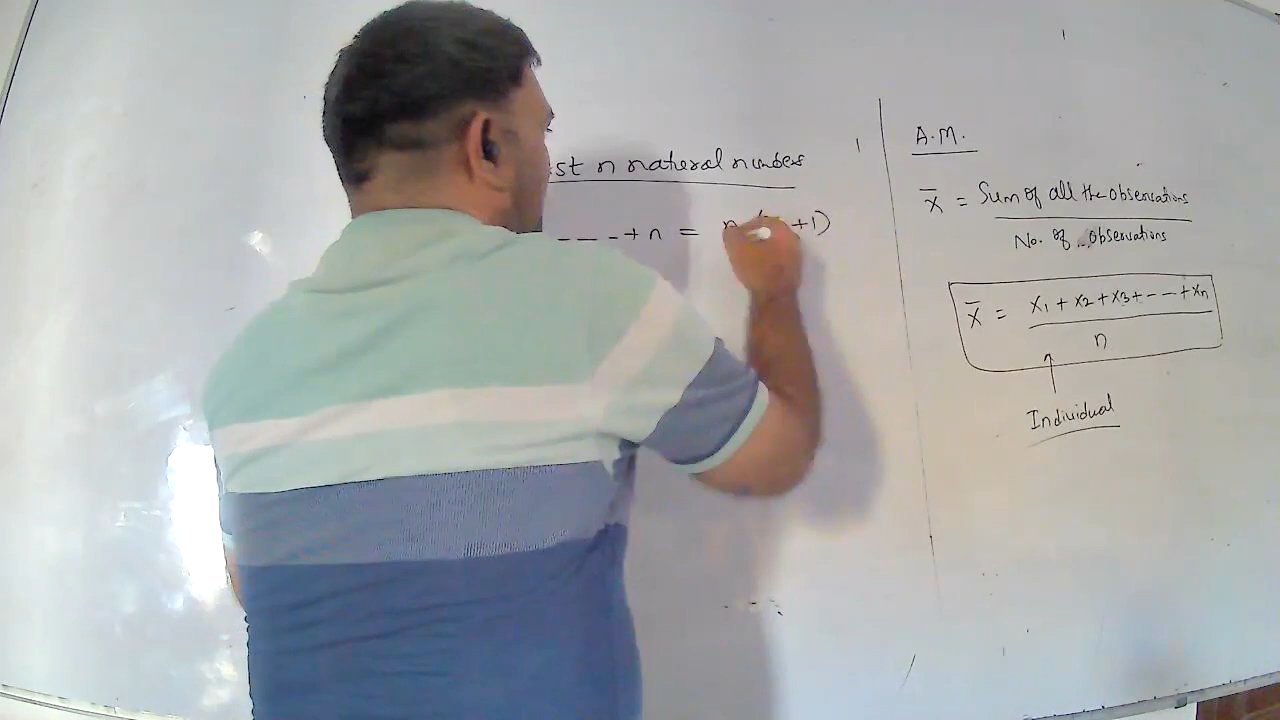 st n natural numbers
- - - - + n = n (n+1)
A.M.
x̄ = Sum of all the observations
No. of observations
x̄ = x₁ + x₂ + x₃ + - - - + xn
n
Individual